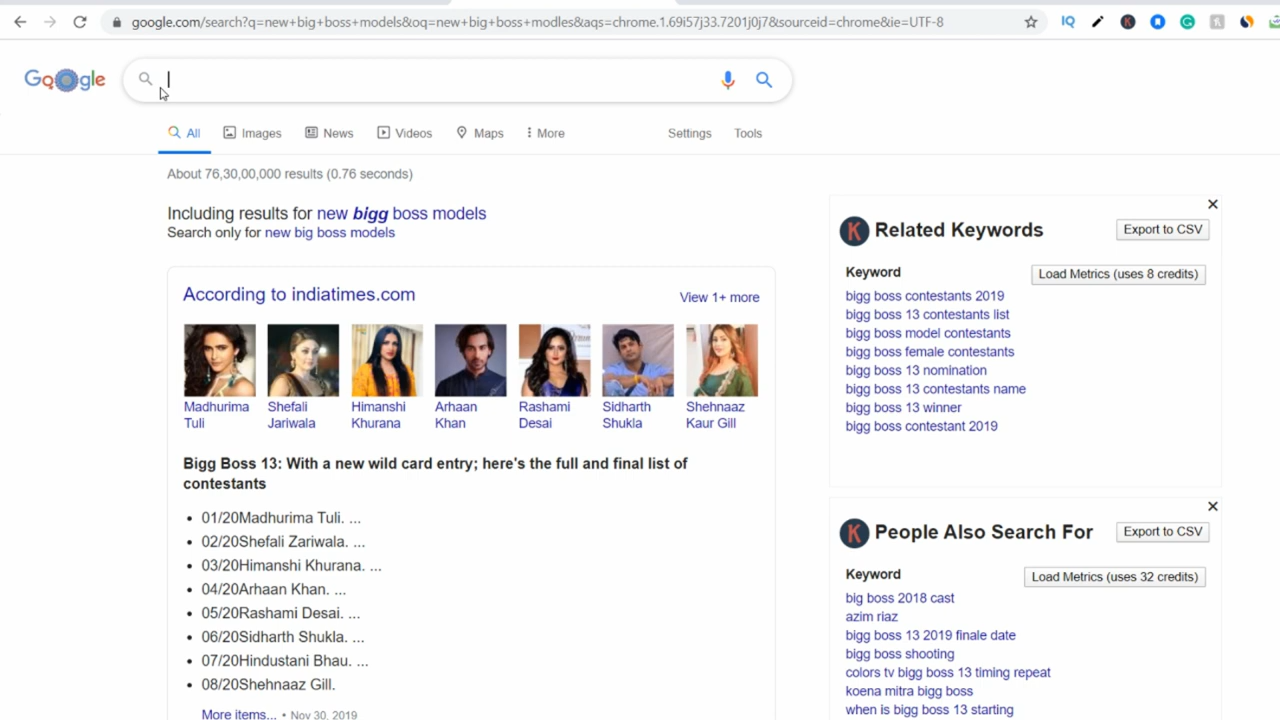 google.com/search?q=new+big+boss+models&oq=new+big+boss+modles&aqs=chrome.1.69i57j33.7201j0j7&sourceid=chrome&ie=UTF-8
IQ
K
Google
All
Images
News
Videos
Maps
More
Settings
Tools
About 76,30,00,000 results (0.76 seconds)
Including results for new bigg boss models
Search only for new big boss models
According to indiatimes.com
View 1+ more
Madhurima
Tuli
Shefali
Jariwala
Himanshi
Khurana
Arhaan
Khan
Rashami
Desai
Sidharth
Shukla
Shehnaaz
Kaur Gill
Bigg Boss 13: With a new wild card entry; here's the full and final list of
contestants
• 01/20Madhurima Tuli. ...
• 02/20Shefali Zariwala. ...
• 03/20Himanshi Khurana. ...
• 04/20Arhaan Khan. ...
• 05/20Rashami Desai. ...
• 06/20Sidharth Shukla. ...
• 07/20Hindustani Bhau. ...
• 08/20Shehnaaz Gill.
More items... • Nov 30, 2019
K Related Keywords
Export to CSV
Keyword
Load Metrics (uses 8 credits)
bigg boss contestants 2019
bigg boss 13 contestants list
bigg boss model contestants
bigg boss female contestants
bigg boss 13 nomination
bigg boss 13 contestants name
bigg boss 13 winner
bigg boss contestant 2019
K People Also Search For
Export to CSV
Keyword
Load Metrics (uses 32 credits)
big boss 2018 cast
azim riaz
bigg boss 13 2019 finale date
bigg boss shooting
colors tv bigg boss 13 timing repeat
koena mitra bigg boss
when is bigg boss 13 starting